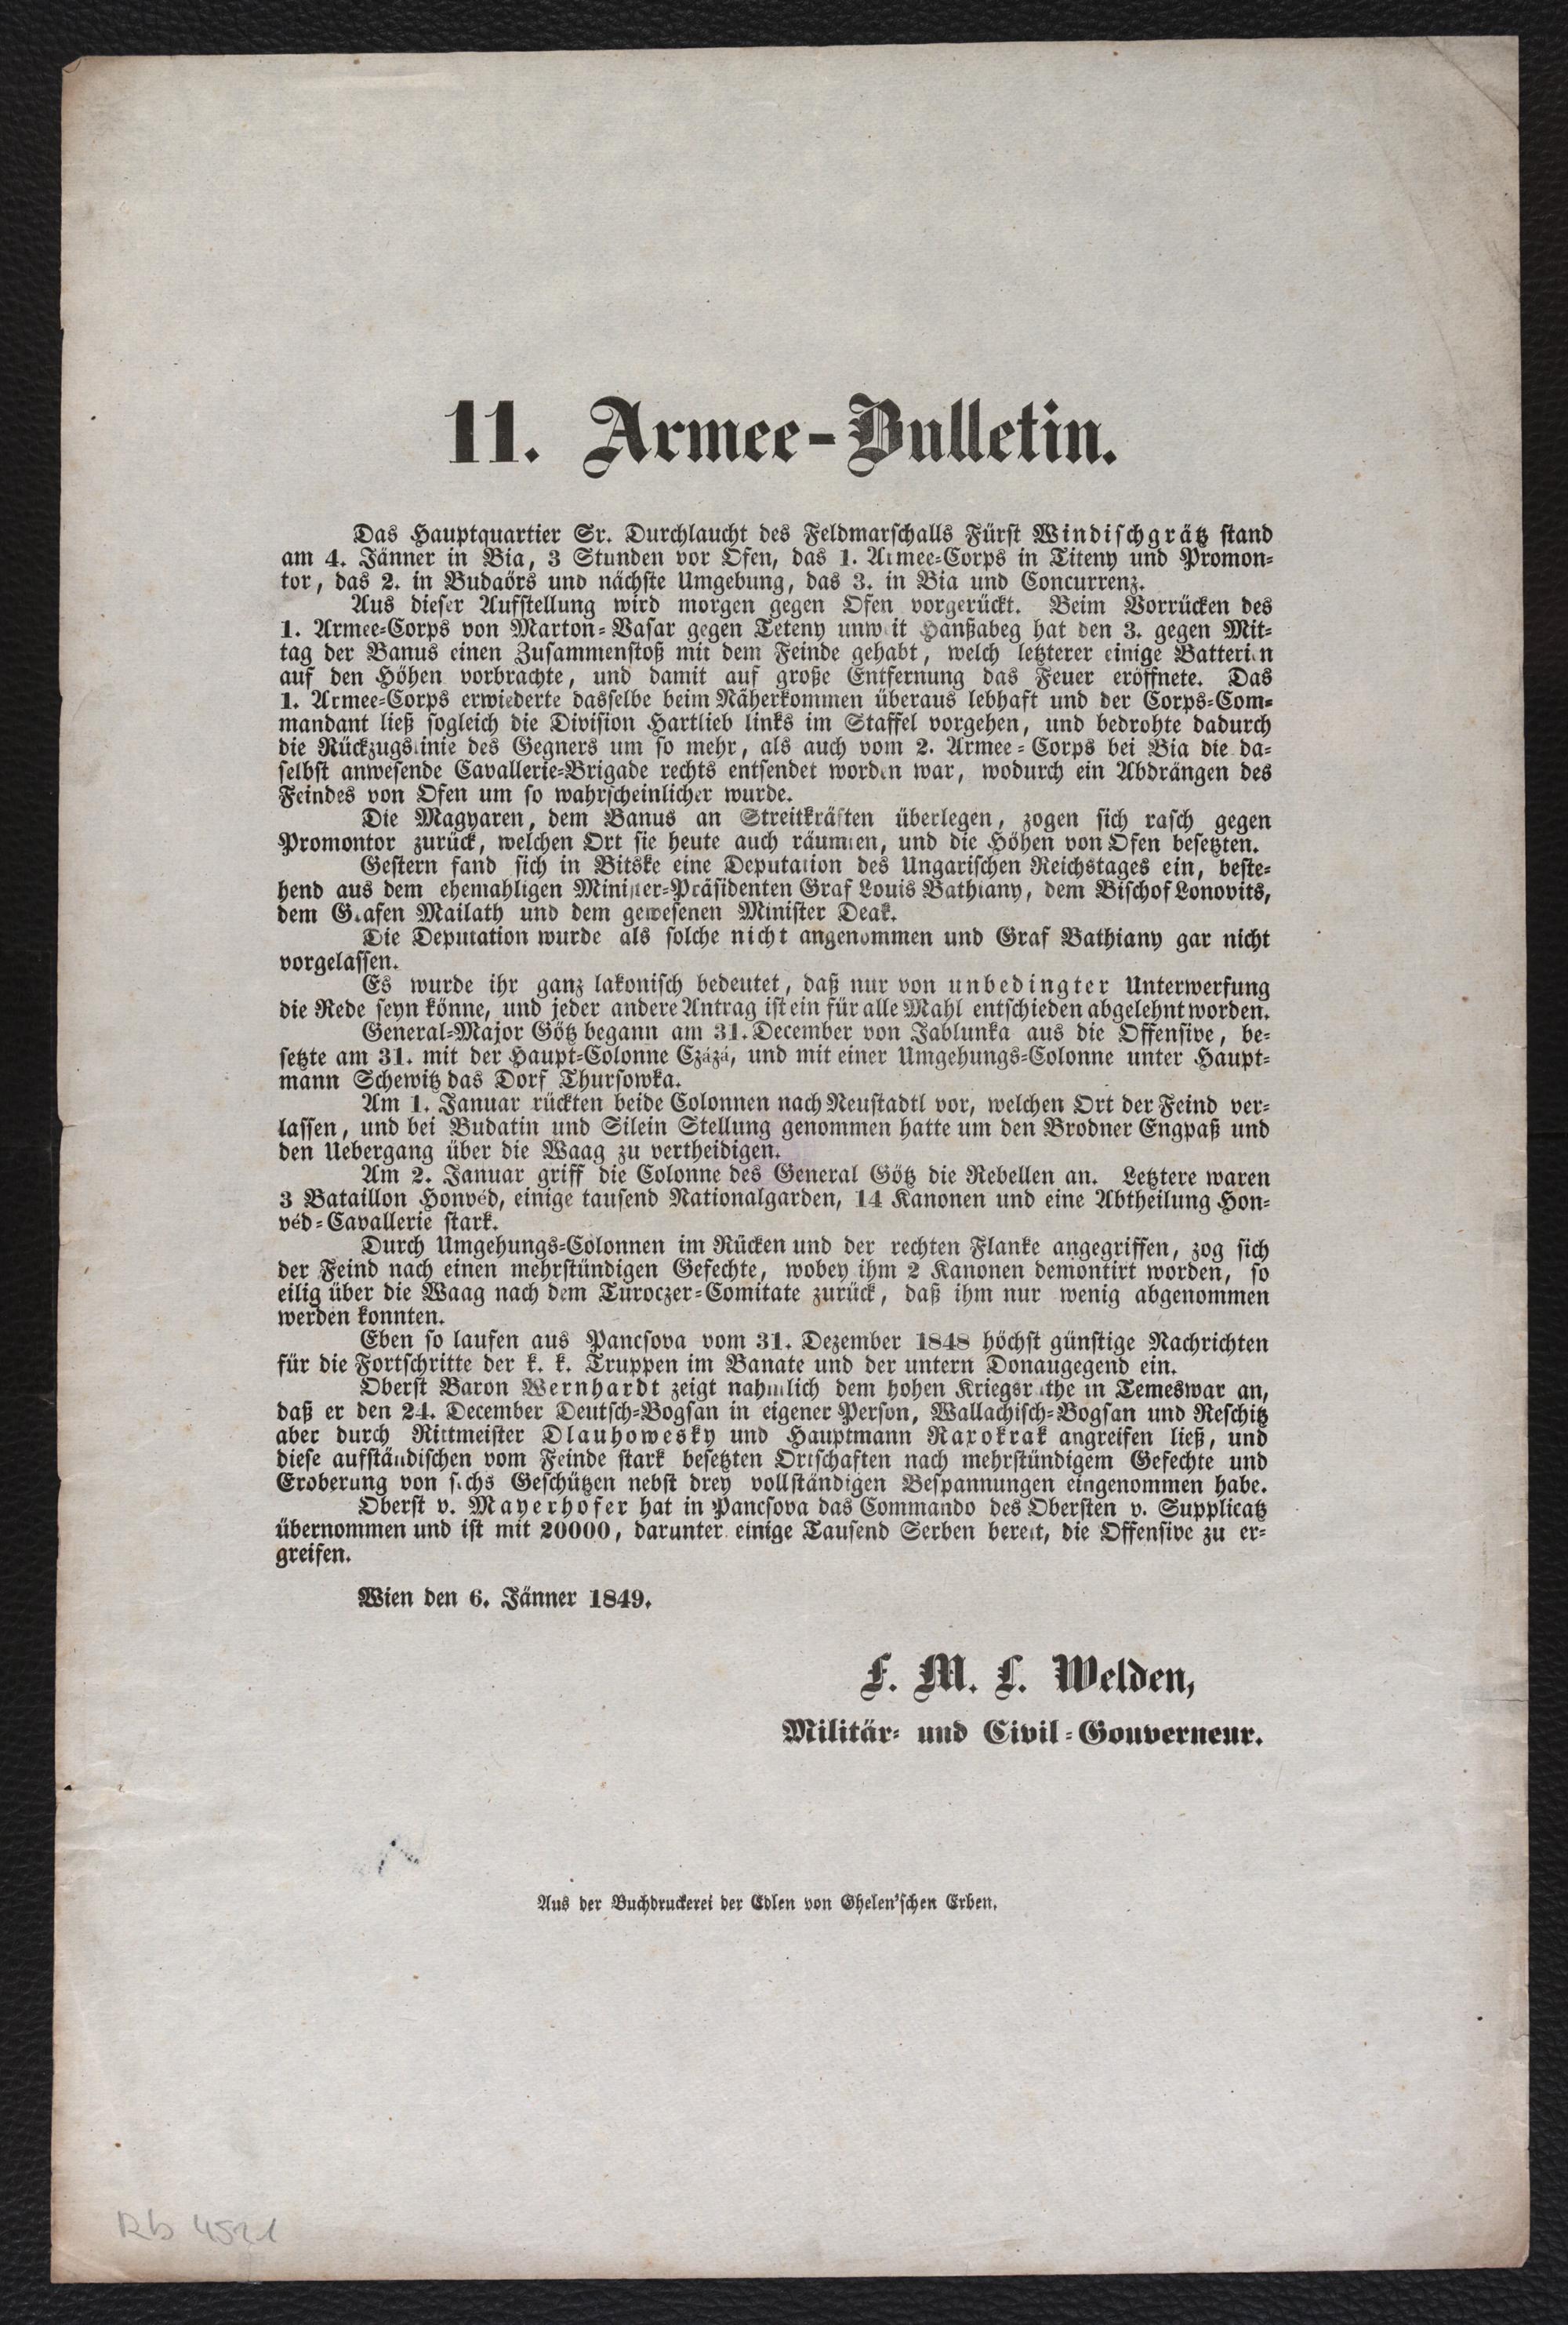 11. Armee-Bulletin.
Das Hauptquartier Sr. Durchlaucht des Feldmarschalls Fürst Windischgrätz stand
am 4. Jänner in Bia, 3 Stunden vor Ofen, das 1. Armee-Corps in Titeny und Promon-
tor, das 2. in Budaörs und nächste Umgebung, das 3. in Bia und Concurrenz.
Aus dieser Aufstellung wird morgen gegen Ofen vorgerückt. Beim Vorrücken des
1. Armee-Corps von Marton-Vasar gegen Teteny unweit Hanßabeg hat den 3. gegen Mit-
tag der Banus einen Zusammenstoß mit dem Feinde gehabt, welch letzterer einige Batterien
auf den Höhen vorbrachte, und damit auf große Entfernung das Feuer eröffnete. Das
1. Armee-Corps erwiederte dasselbe beim Näherkommen überaus lebhaft und der Corps-Com-
mandant ließ sogleich die Division Hartlieb links im Staffel vorgehen, und bedrohte dadurch
die Rückzugslinie des Gegners um so mehr, als auch vom 2. Armee-Corps bei Bia die da-
selbst anwesende Cavallerie-Brigade rechts entsendet worden war, wodurch ein Abdrängen des
Feindes von Ofen um so wahrscheinlicher wurde.
Die Magyaren, dem Banus an Streitkräften überlegen, zogen sich rasch gegen
Promontor zurück, welchen Ort sie heute auch räumten, und die Höhen von Ofen besetzten.
Gestern fand sich in Bitske eine Deputation des Ungarischen Reichstages ein, beste-
hend aus dem ehemahligen Minister-Präsidenten Graf Louis Bathiany, dem Bischof Lonovits,
dem Grafen Mailath und dem gewesenen Minister Deak.
Die Deputation wurde als solche nicht angenommen und Graf Bathiany gar nicht
vorgelassen.
Es wurde ihr ganz lakonisch bedeutet, daß nur von unbedingter Unterwerfung
die Rede seyn könne, und jeder andere Antrag ist ein für alle Mahl entschieden abgelehnt worden.
General-Major Götz begann am 31. December von Jablunka aus die Offensive, be-
setzte am 31. mit der Haupt-Colonne Czázá, und mit einer Umgehungs-Colonne unter Haupt-
mann Schewitz das Dorf Thursowka.
Am 1. Januar rückten beide Colonnen nach Neustadtl vor, welchen Ort der Feind ver-
lassen, und bei Budatin und Silein Stellung genommen hatte um den Brodner Engpaß und
den Uebergang über die Waag zu vertheidigen.
Am 2. Januar griff die Colonne des General Götz die Rebellen an. Letztere waren
3 Bataillon Honvéd, einige tausend Nationalgarden, 14 Kanonen und eine Abtheilung Hon-
véd-Cavallerie stark.
Durch Umgehungs-Colonnen im Rücken und der rechten Flanke angegriffen, zog sich
der Feind nach einen mehrstündigen Gefechte, wobey ihm 2 Kanonen demontirt worden, so
eilig über die Waag nach dem Turoczer-Comitate zurück, daß ihm nur wenig abgenommen
werden konnten.
Eben so laufen aus Pancsova vom 31. Dezember 1848 höchst günstige Nachrichten
für die Fortschritte der k. k. Truppen im Banate und der untern Donaugegend ein.
Oberst Baron Wernhardt zeigt nahmlich dem hohen Kriegsrathe in Temeswar an,
daß er den 24. December Deutsch-Bogsan in eigener Person, Wallachisch-Bogsan und Reschitz
aber durch Rittmeister Dlauhowesky und Hauptmann Raxokrak angreifen ließ, und
diese aufständischen vom Feinde stark besetzten Ortschaften nach mehrstündigem Gefechte und
Eroberung von sechs Geschützen nebst drey vollständigen Bespannungen eingenommen habe.
Oberst v. Mayerhofer hat in Pancsova das Commando des Obersten v. Supplicatz
übernommen und ist mit 20000, darunter einige Tausend Serben bereit, die Offensive zu er-
greifen.
Wien den 6. Jänner 1849.
F. M. L. Welden,
Militär- und Civil-Gouverneur.
Aus der Buchdruckerei der Edlen von Ghelen'schen Erben.
Rb 4521